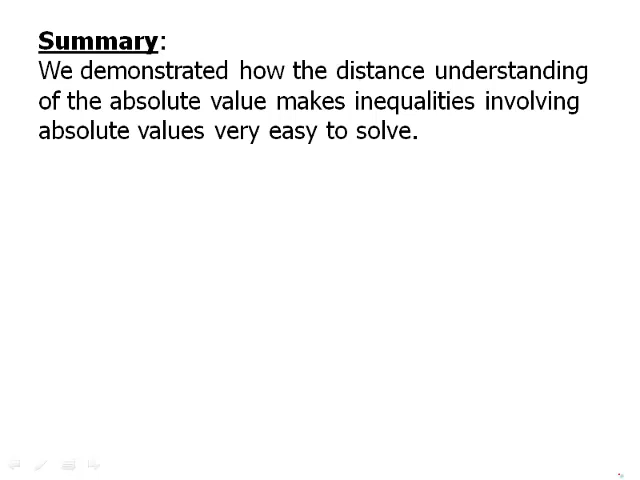 Summary:
We demonstrated how the distance understanding
of the absolute value makes inequalities involving
absolute values very easy to solve.